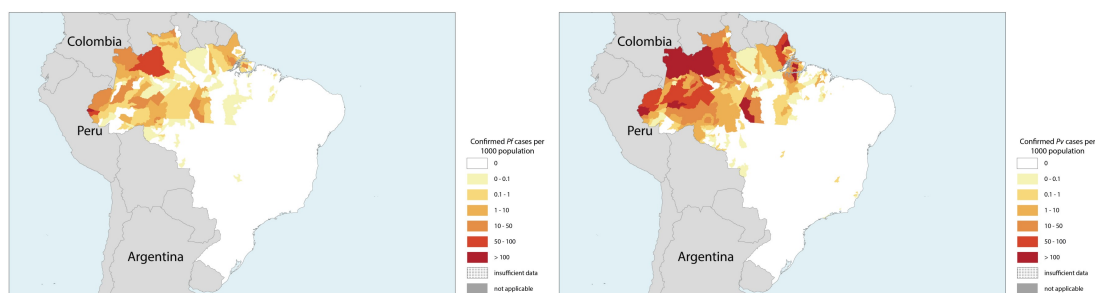 Colombia
Peru
Argentina
Confirmed Pf cases per
1000 population
0
0 - 0.1
0.1 - 1
1 - 10
10 - 50
50 - 100
> 100
insufficient data
not applicable
Colombia
Peru
Argentina
Confirmed Pv cases per
1000 population
0
0 - 0.1
0.1 - 1
1 - 10
10 - 50
50 - 100
> 100
insufficient data
not applicable